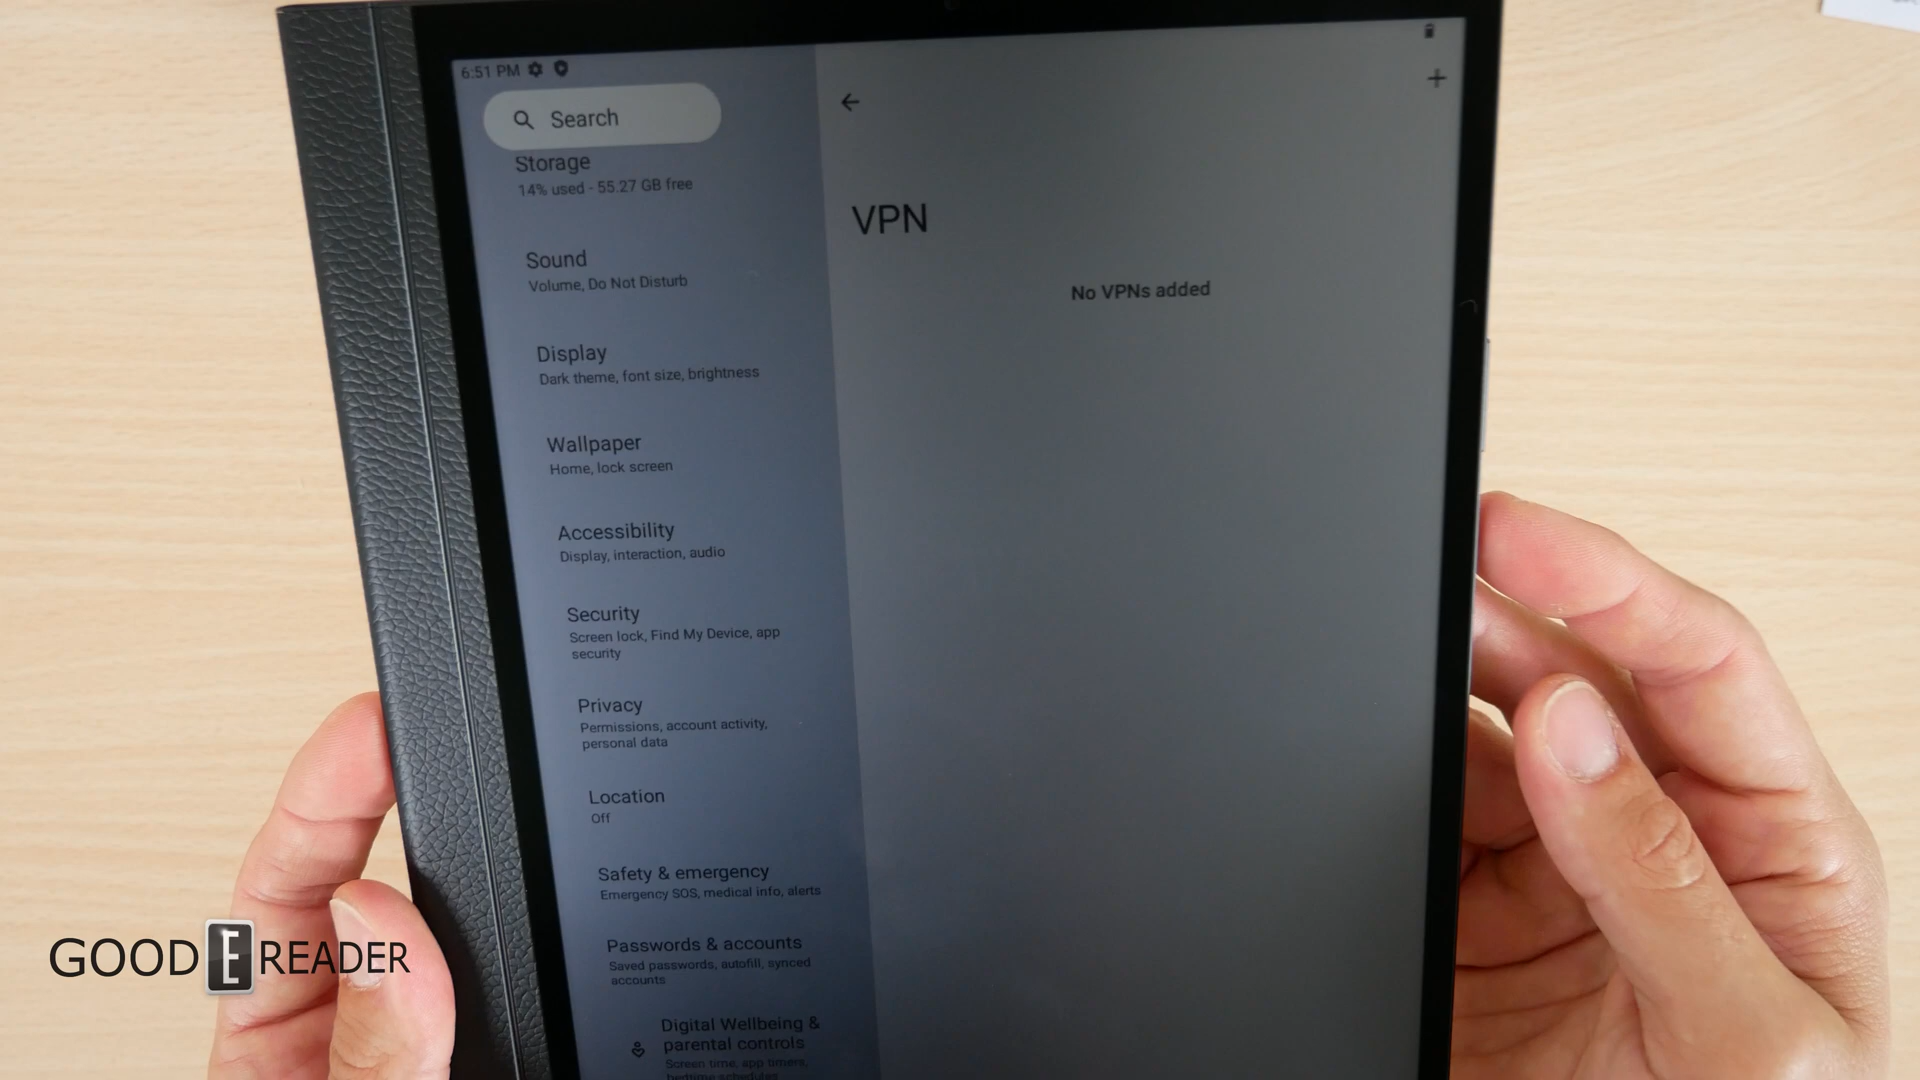 6:51 PM
Search
Storage
14% used - 55.27 GB free
Sound
Volume, Do Not Disturb
Display
Dark theme, font size, brightness
Wallpaper
Home, lock screen
Accessibility
Display, interaction, audio
Security
Screen lock, Find My Device, app
security
Privacy
Permissions, account activity,
personal data
Location
Off
Safety & emergency
Emergency SOS, medical info, alerts
Passwords & accounts
Saved passwords, autofill, synced
accounts
Digital Wellbeing &
parental controls
Screen time, app timers,
bedtime schedules
VPN
No VPNs added
GOOD E READER